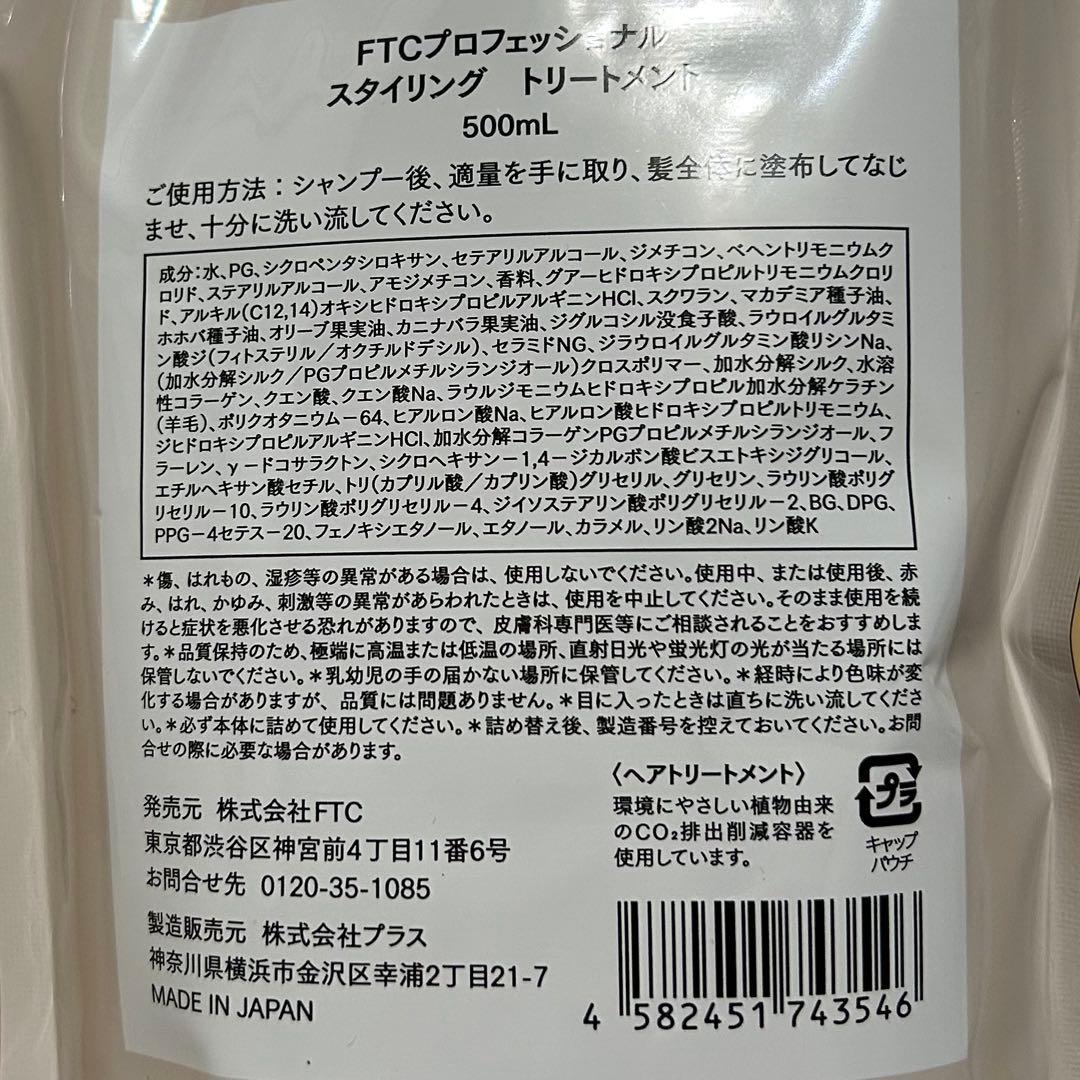 FTCプロフェッショナル
スタイリング　トリートメント
500mL
ご使用方法：シャンプー後、適量を手に取り、髪全体に塗布してなじ
ませ、十分に洗い流してください。
成分：水、PG、シクロペンタシロキサン、セテアリルアルコール、ジメチコン、ベヘントリモニウムク
ロリド、ステアリルアルコール、アモジメチコン、香料、グアーヒドロキシプロピルトリモニウムクロリ
ド、アルキル(C12,14)オキシヒドロキシプロピルアルギニンHCl、スクワラン、マカデミア種子油、
ホホバ種子油、オリーブ果実油、カニナバラ果実油、ジグルコシル没食子酸、ラウロイルグルタミ
ン酸ジ(フィトステリル／オクチルドデシル)、セラミドNG、ジラウロイルグルタミン酸リシンNa、
(加水分解シルク／PGプロピルメチルシランジオール)クロスポリマー、加水分解シルク、水溶
性コラーゲン、クエン酸、クエン酸Na、ラウルジモニウムヒドロキシプロピル加水分解ケラチン
(羊毛)、ポリクオタニウム－64、ヒアルロン酸Na、ヒアルロン酸ヒドロキシプロピルトリモニウム、
ジヒドロキシプロピルアルギニンHCl、加水分解コラーゲンPGプロピルメチルシランジオール、フ
ラーレン、γ－ドコサラクトン、シクロヘキサン－1,4－ジカルボン酸ビスエトキシジグリコール、
エチルヘキサン酸セチル、トリ(カプリル酸／カプリン酸)グリセリル、グリセリン、ラウリン酸ポリグ
リセリル－10、ラウリン酸ポリグリセリル－4、ジイソステアリン酸ポリグリセリル－2、BG、DPG、
PPG－4セテス－20、フェノキシエタノール、エタノール、カラメル、リン酸2Na、リン酸K
＊傷、はれもの、湿疹等の異常がある場合は、使用しないでください。使用中、または使用後、赤
み、はれ、かゆみ、刺激等の異常があらわれたときは、使用を中止してください。そのまま使用を続
けると症状を悪化させる恐れがありますので、皮膚科専門医等にご相談されることをおすすめしま
す。＊品質保持のため、極端に高温または低温の場所、直射日光や蛍光灯の光が当たる場所には
保管しないでください。＊乳幼児の手の届かない場所に保管してください。＊経時により色味が変
化する場合がありますが、品質には問題ありません。＊目に入ったときは直ちに洗い流してくださ
い。＊必ず本体に詰めて使用してください。＊詰め替え後、製造番号を控えておいてください。お問
合せの際に必要な場合があります。
〈ヘアトリートメント〉
環境にやさしい植物由来
のCO₂排出削減容器を
使用しています。
プラ
キャップ
パウチ
発売元 株式会社FTC
東京都渋谷区神宮前4丁目11番6号
お問合せ先 0120-35-1085
製造販売元 株式会社プラス
神奈川県横浜市金沢区幸浦2丁目21-7
MADE IN JAPAN
4 582451 743546